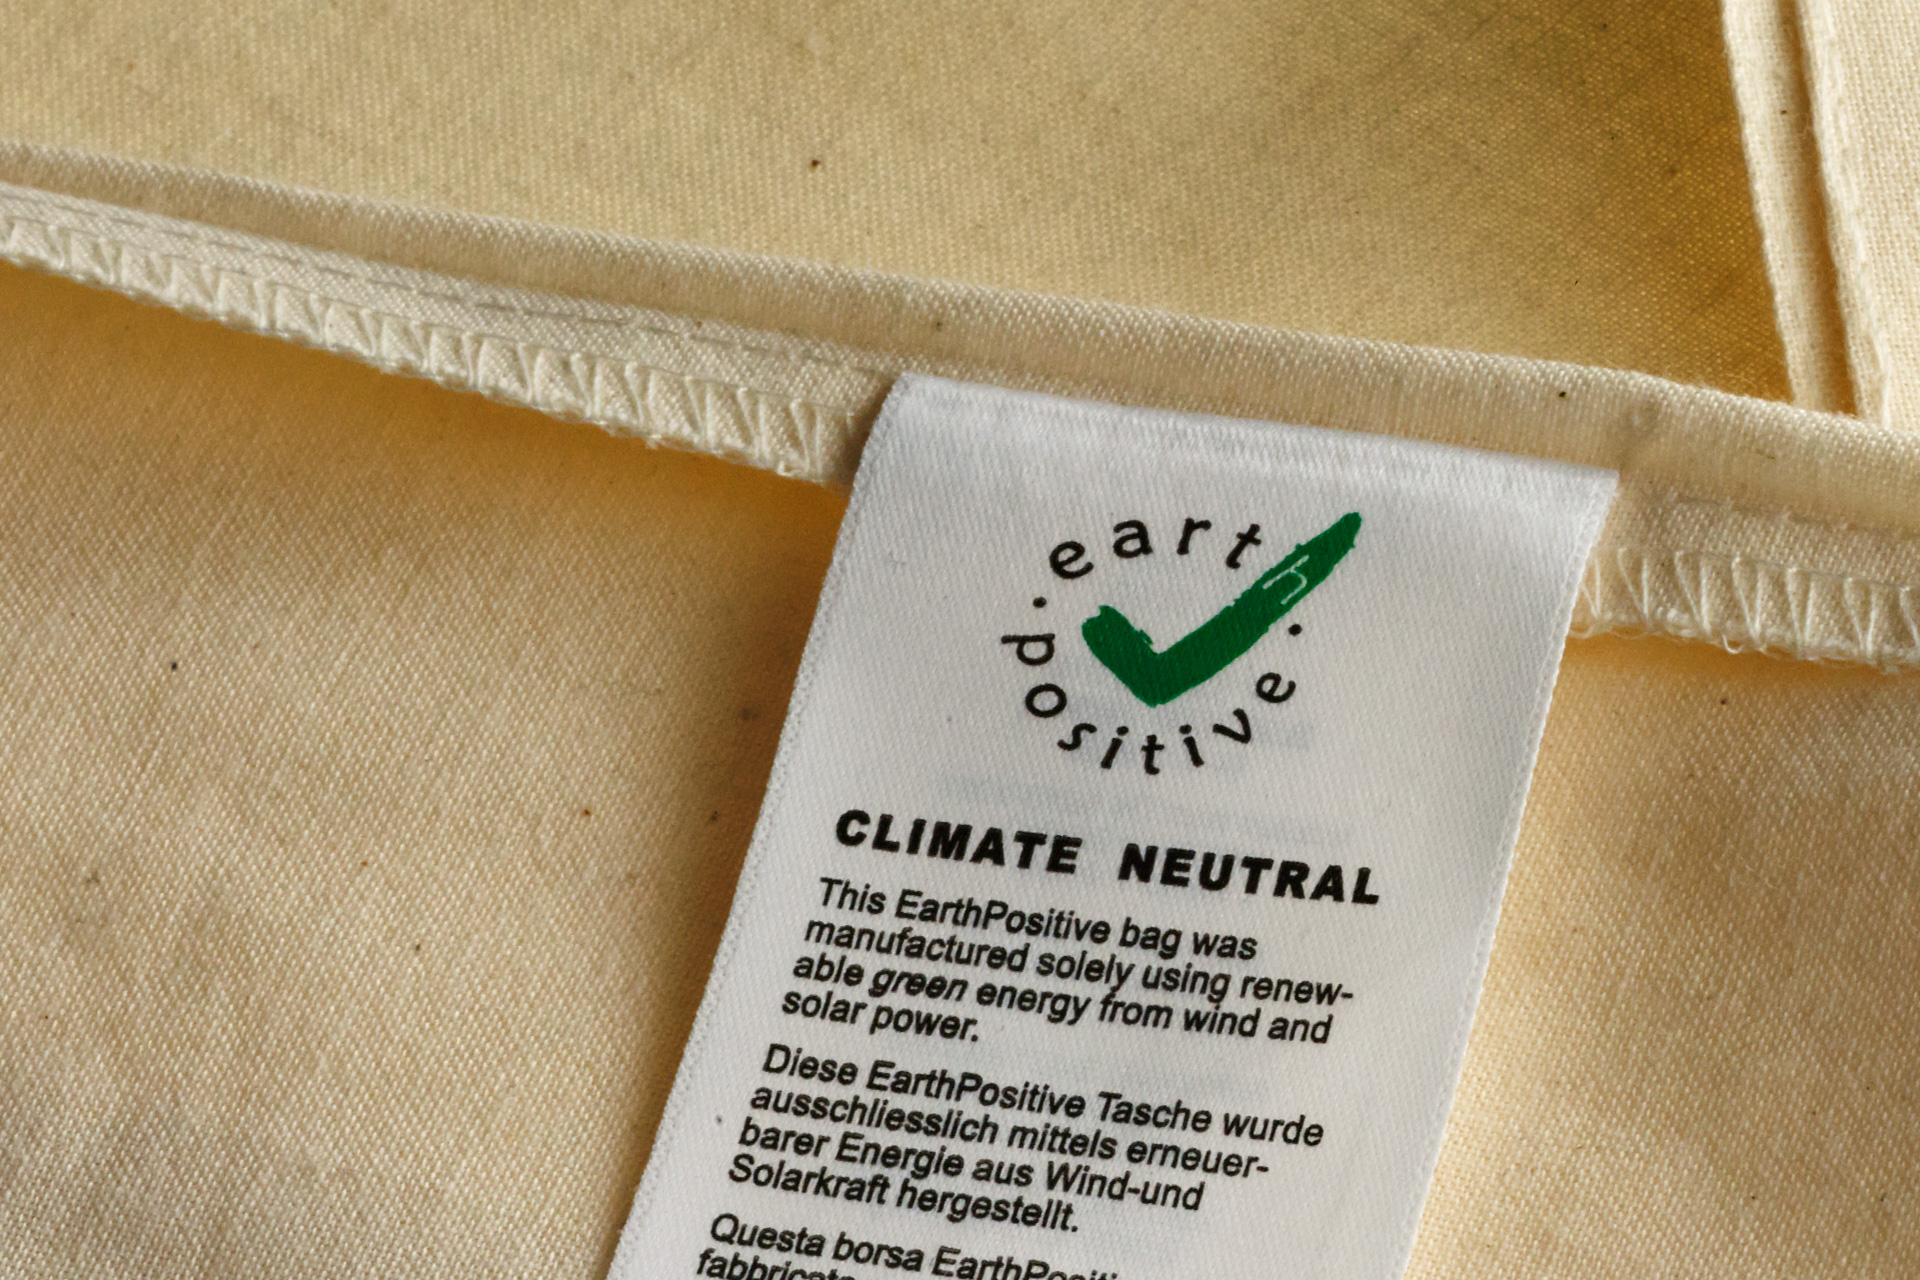 earth
positive
CLIMATE NEUTRAL
This EarthPositive bag was
manufactured solely using renew-
able green energy from wind and
solar power.
Diese EarthPositive Tasche wurde
ausschliesslich mittels erneuer-
barer Energie aus Wind-und
Solarkraft hergestellt.
Questa borsa